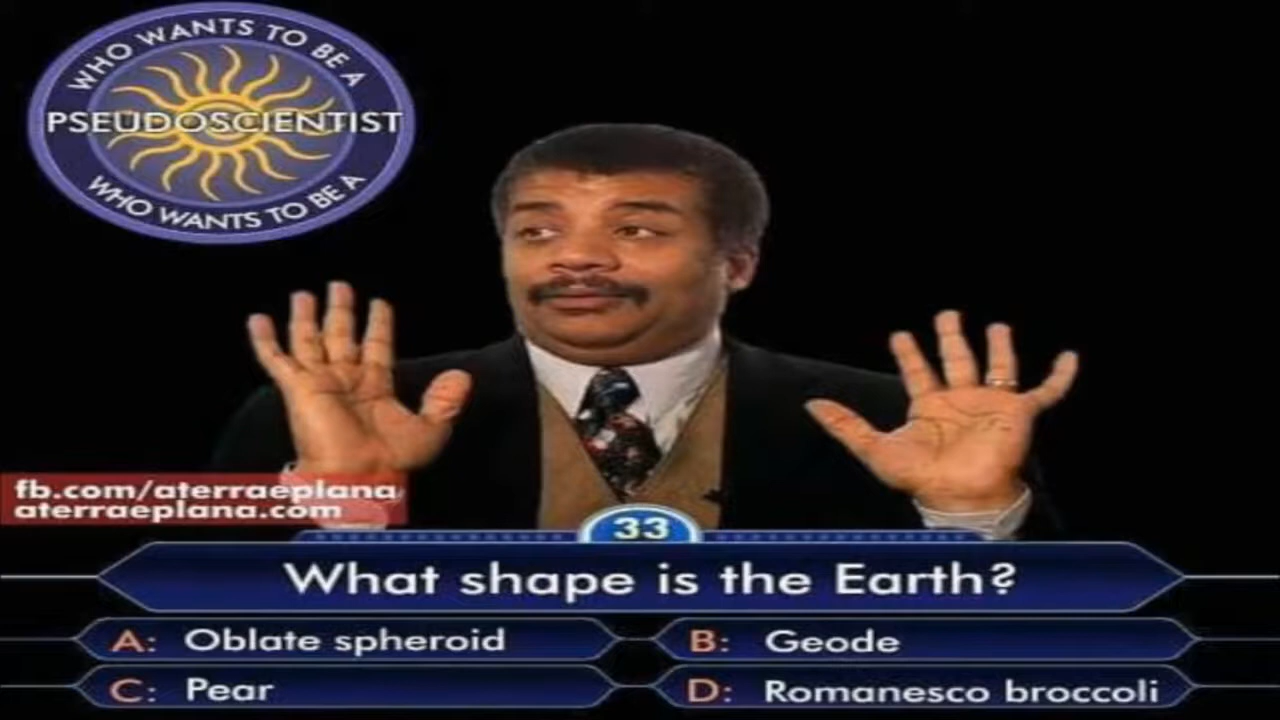 WHO WANTS TO BE A
PSEUDOSCIENTIST
WHO WANTS TO BE A
fb.com/aterraeplana
aterraeplana.com
33
What shape is the Earth?
A: Oblate spheroid
B: Geode
C: Pear
D: Romanesco broccoli